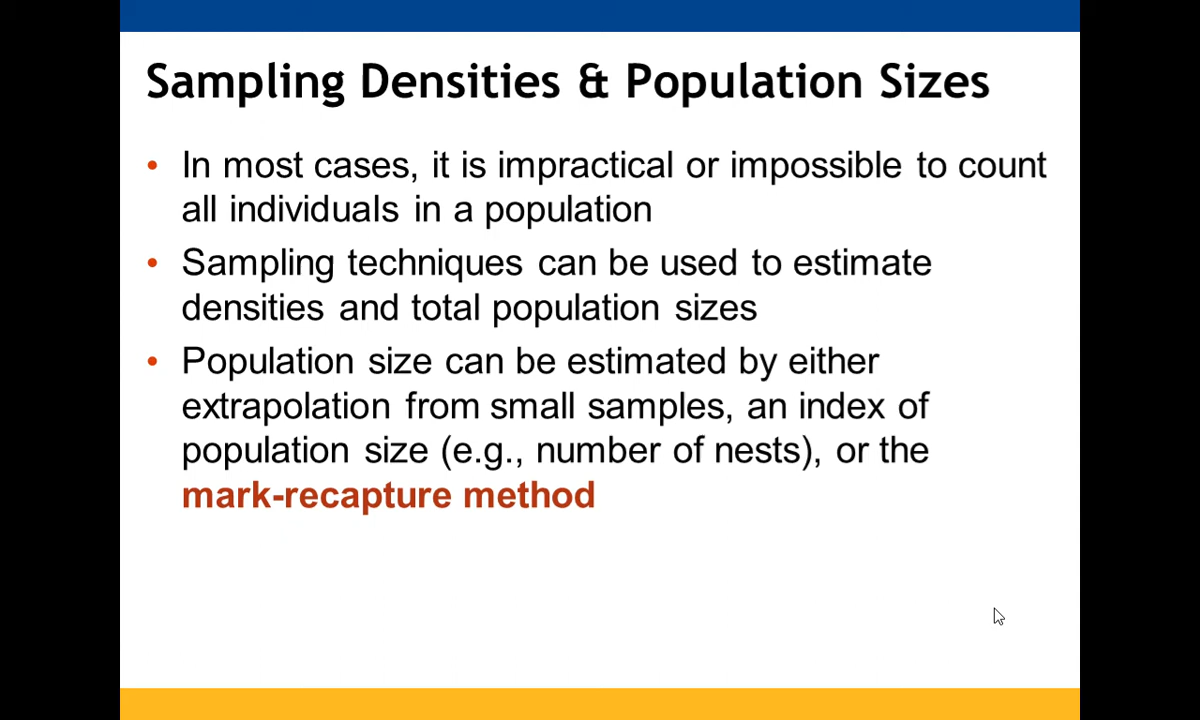 Sampling Densities & Population Sizes
• In most cases, it is impractical or impossible to count
all individuals in a population
• Sampling techniques can be used to estimate
densities and total population sizes
• Population size can be estimated by either
extrapolation from small samples, an index of
population size (e.g., number of nests), or the
mark-recapture method